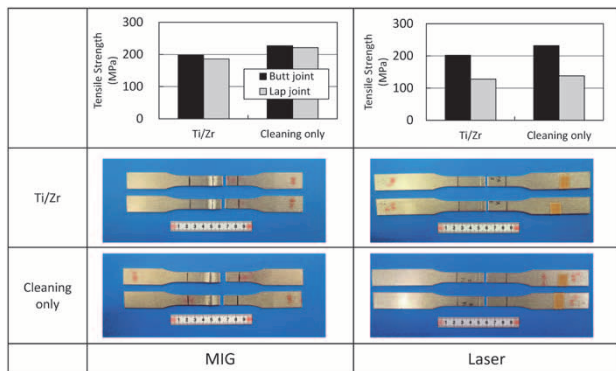 300
200
100
0
Tensile Strength
(MPa)
Butt joint
Lap joint
Ti/Zr
Cleaning only
300
200
100
0
Tensile Strength
(MPa)
Ti/Zr
Cleaning only
Ti/Zr
Cleaning
only
MIG
Laser